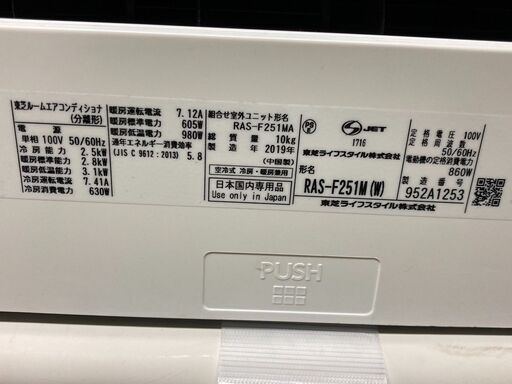 東芝ルームエアコンディショナ
(分離形)
電 源
単相 100V 50/60Hz
冷房能力 2.5kW
暖房標準能力 2.8kW
暖房低温能力 3.1kW
冷房運転電流 7.41A
冷房消費電力 630W
暖房運転電流 7.12A
暖房標準電力 605W
暖房低温電力 980W
通年エネルギー消費効率
(JIS C 9612:2013) 5.8
組合せ室外ユニット形名
RAS-F251MA
総 質 量 10kg
製 造 年 2019年
(中国製)
空冷式 冷房・暖房兼用
日本国内専用品
Use only in Japan
PS
E
S JET
1716
東芝ライフスタイル株式会社
形名
RAS-F251M(W)
東芝ライフスタイル株式会社
定格電圧 100V
定格周波数
50/60Hz
電動機の定格消費電力
860W
製造番号
952A1253
PUSH